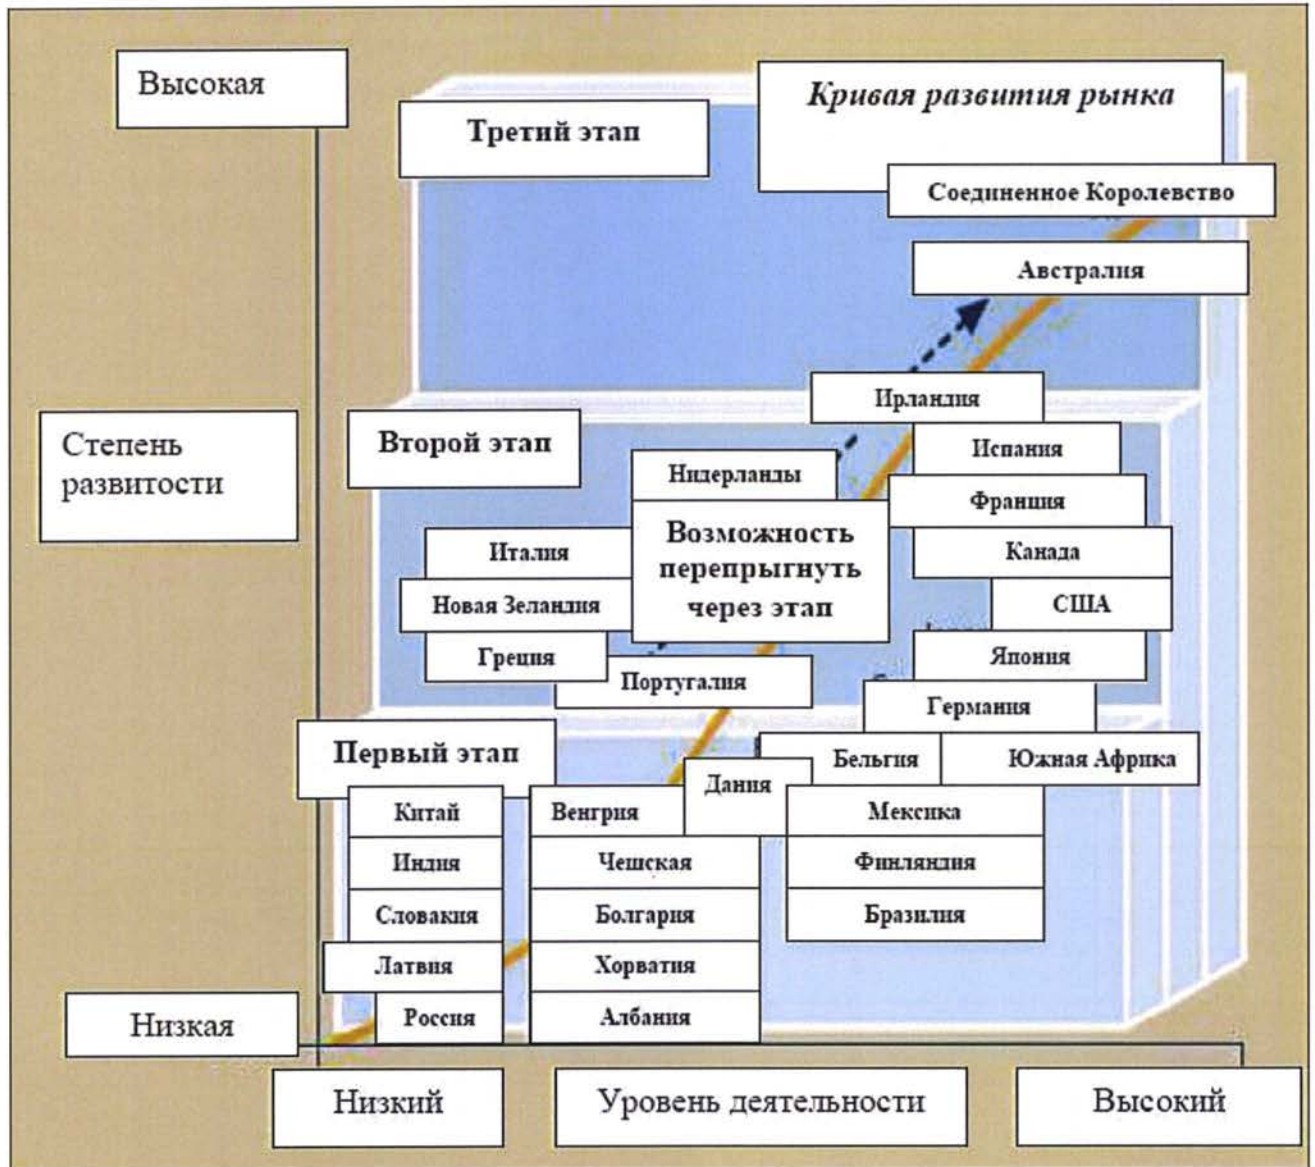 Высокая
Кривая развития рынка
Третий этап
Соединенное Королевство
Австралия
Ирландия
Степень
развитости
Второй этап
Испания
Нидерланды
Франция
Возможность
перепрыгнуть
через этап
Италия
Канада
Новая Зеландия
США
Греция
Япония
Португалия
Германия
Первый этап
Бельгия
Южная Африка
Дания
Китай
Венгрия
Мексика
Индия
Чешская
Финляндия
Словакия
Болгария
Бразилия
Латвия
Хорватия
Низкая
Россия
Албания
Низкий
Уровень деятельности
Высокий